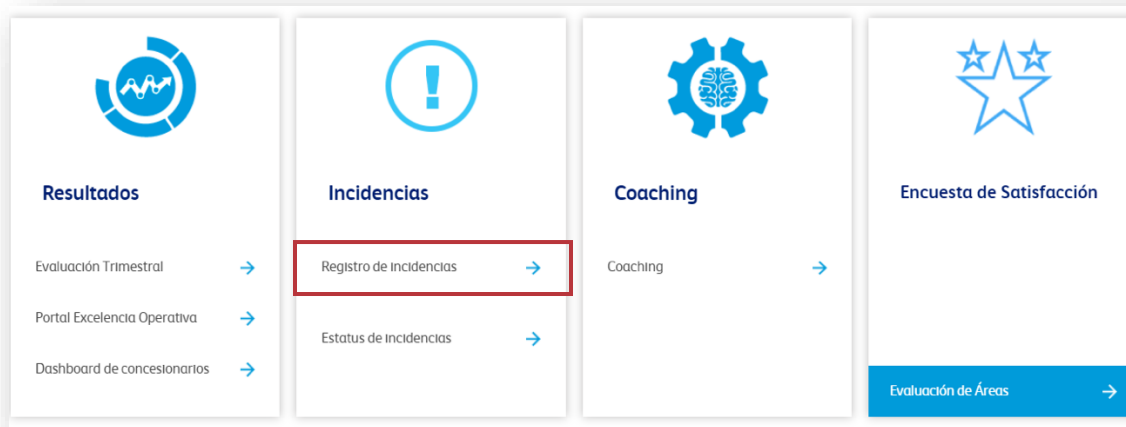 Resultados
Evaluación Trimestral
Portal Excelencia Operativa
Dashboard de concesionarios
Incidencias
Registro de incidencias
Estatus de incidencias
Coaching
Coaching
Encuesta de Satisfacción
Evaluación de Áreas